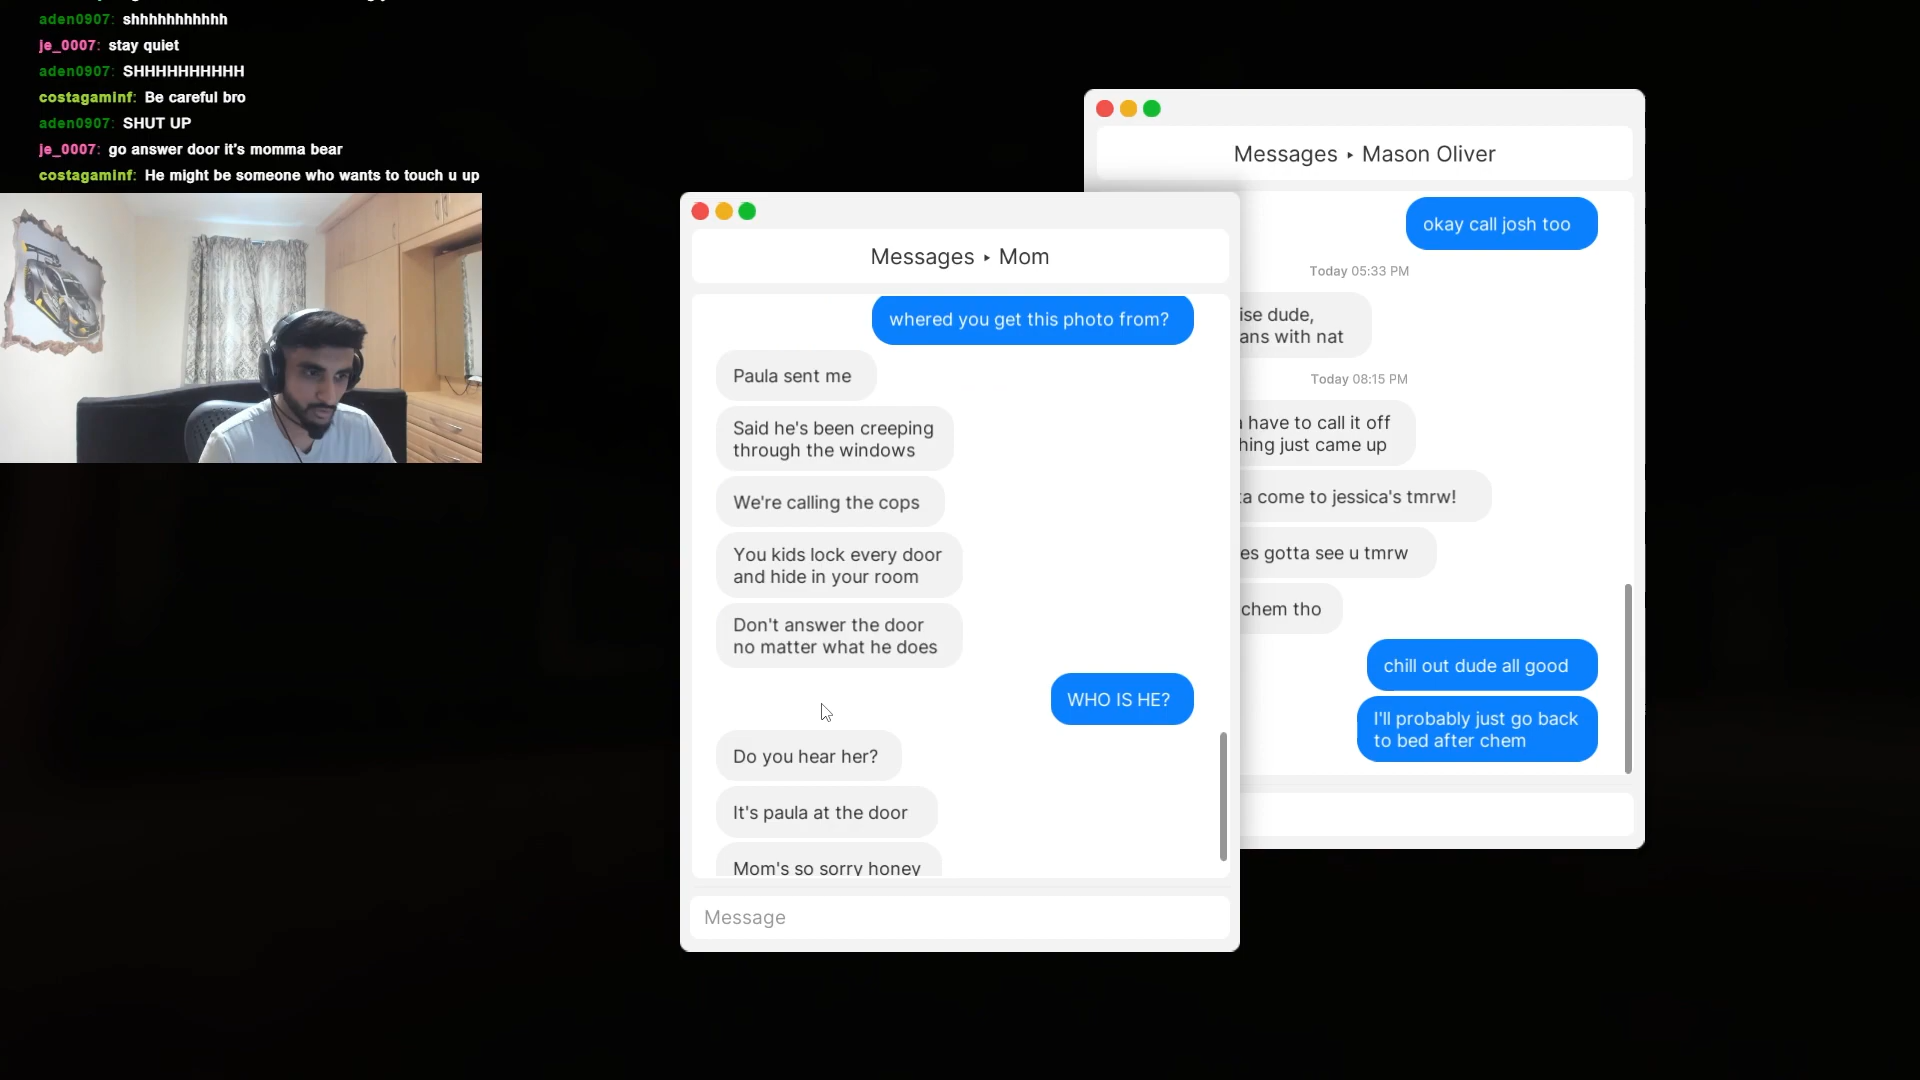 aden0907: shhhhhhhhhhh
je_0007: stay quiet
aden0907: SHHHHHHHHHHH
costagaminf: Be careful bro
aden0907: SHUT UP
je_0007: go answer door it's momma bear
costagaminf: He might be someone who wants to touch u up
Messages ▸ Mom
whered you get this photo from?
Paula sent me
Said he's been creeping
through the windows
We're calling the cops
You kids lock every door
and hide in your room
Don't answer the door
no matter what he does
WHO IS HE?
Do you hear her?
It's paula at the door
Mom's so sorry honey
Message
Messages ▸ Mason Oliver
okay call josh too
Today 05:33 PM
ise dude,
ans with nat
Today 08:15 PM
have to call it off
hing just came up
ta come to jessica's tmrw!
es gotta see u tmrw
chem tho
chill out dude all good
I'll probably just go back
to bed after chem